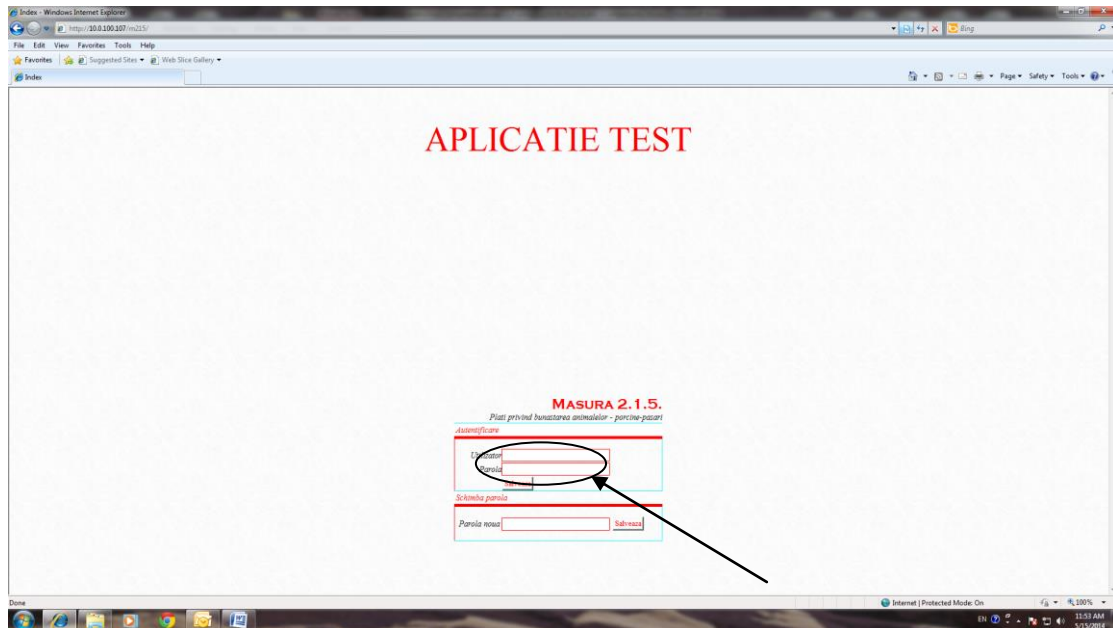 Index - Windows Internet Explorer
http://10.0.100.107/m215/
Bing
File Edit View Favorites Tools Help
Favorites Suggested Sites Web Slice Gallery
Index
Page Safety Tools
APLICATIE TEST
MASURA 2.1.5.
Plati privind bunastarea animalelor - porcine-pasari
Autentificare
Utilizator
Parola
Schimba parola
Parola noua Salveaza
Done
Internet | Protected Mode: On
100%
EN
11:53 AM
5/15/2014